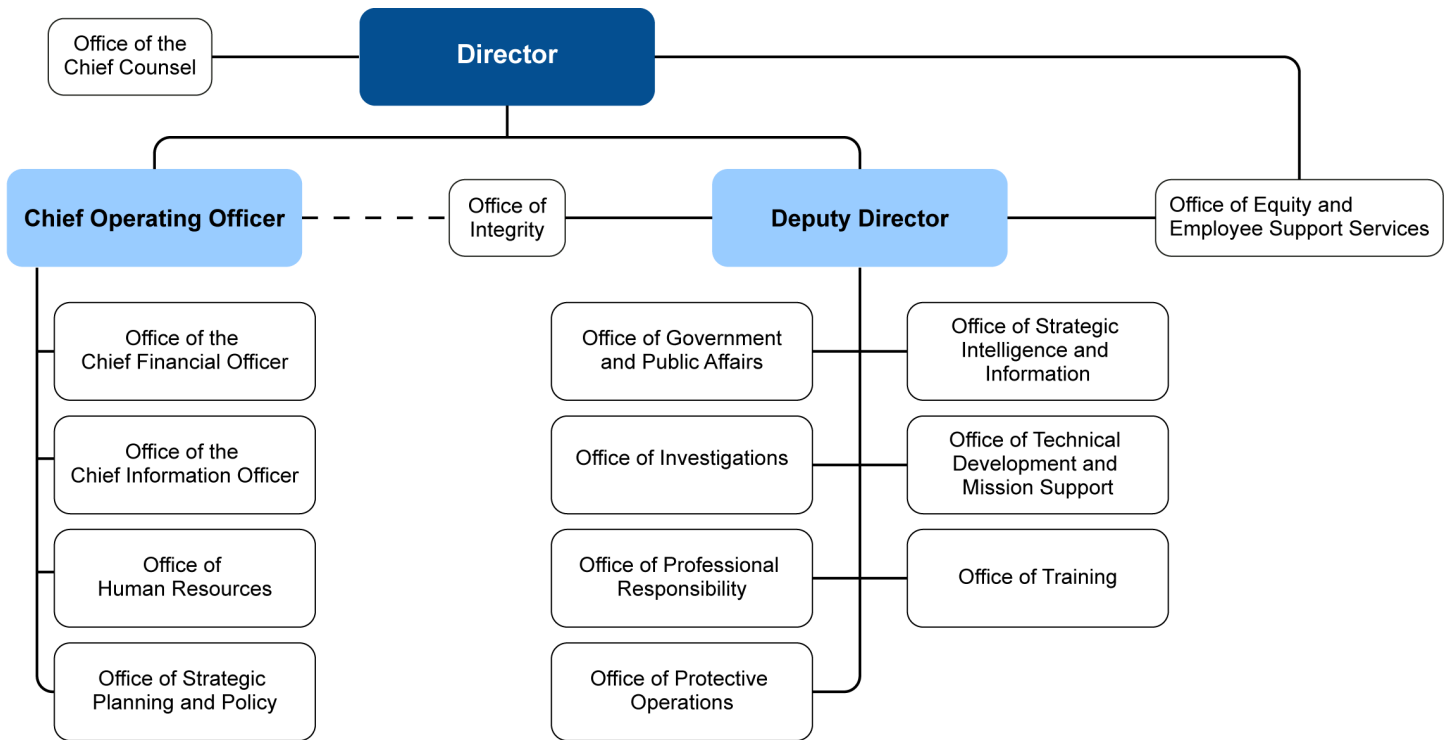 Office of the
Chief Counsel
Director
Chief Operating Officer
Office of
Integrity
Deputy Director
Office of Equity and
Employee Support Services
Office of the
Chief Financial Officer
Office of Government
and Public Affairs
Office of Strategic
Intelligence and
Information
Office of the
Chief Information Officer
Office of Investigations
Office of Technical
Development and
Mission Support
Office of
Human Resources
Office of Professional
Responsibility
Office of Training
Office of Strategic
Planning and Policy
Office of Protective
Operations